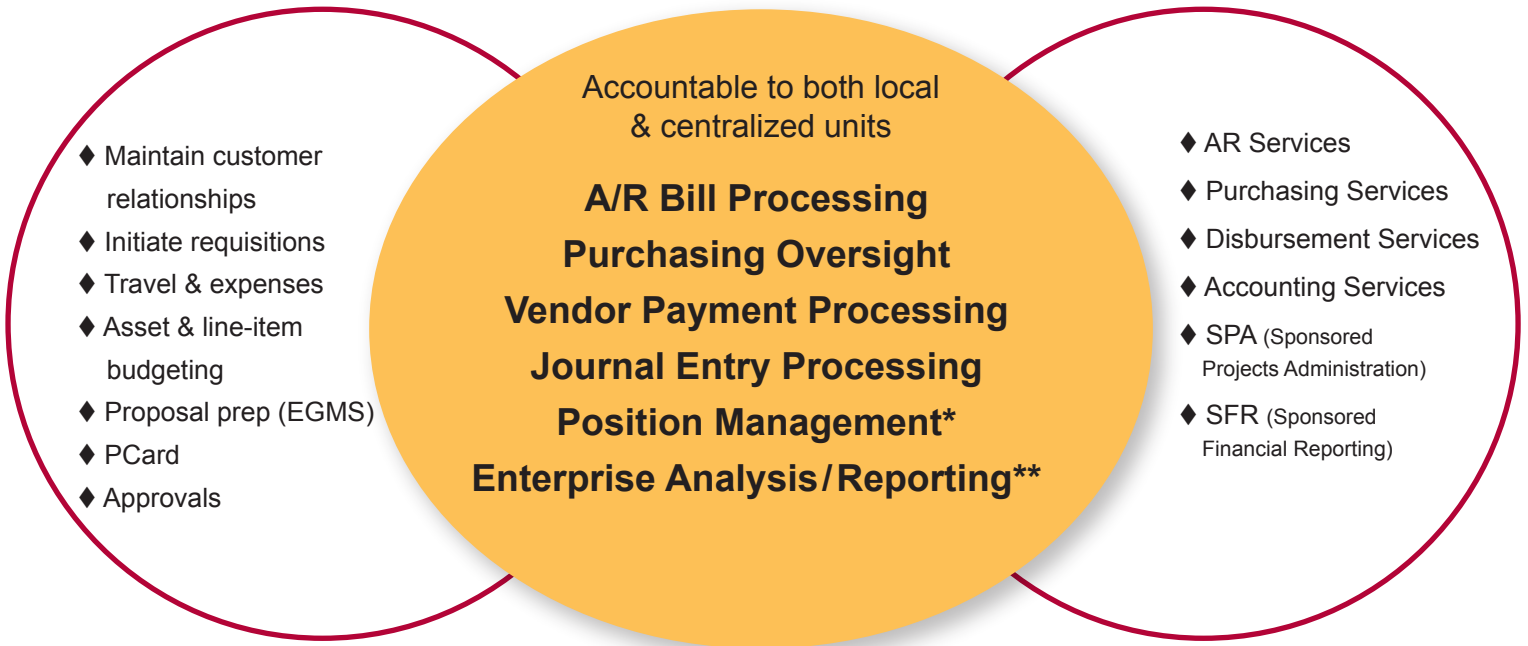 ♦ Maintain customer
relationships
♦ Initiate requisitions
♦ Travel & expenses
♦ Asset & line-item
budgeting
♦ Proposal prep (EGMS)
♦ PCard
♦ Approvals
Accountable to both local
& centralized units
A/R Bill Processing
Purchasing Oversight
Vendor Payment Processing
Journal Entry Processing
Position Management*
Enterprise Analysis/Reporting**
♦ AR Services
♦ Purchasing Services
♦ Disbursement Services
♦ Accounting Services
♦ SPA (Sponsored
Projects Administration)
♦ SFR (Sponsored
Financial Reporting)